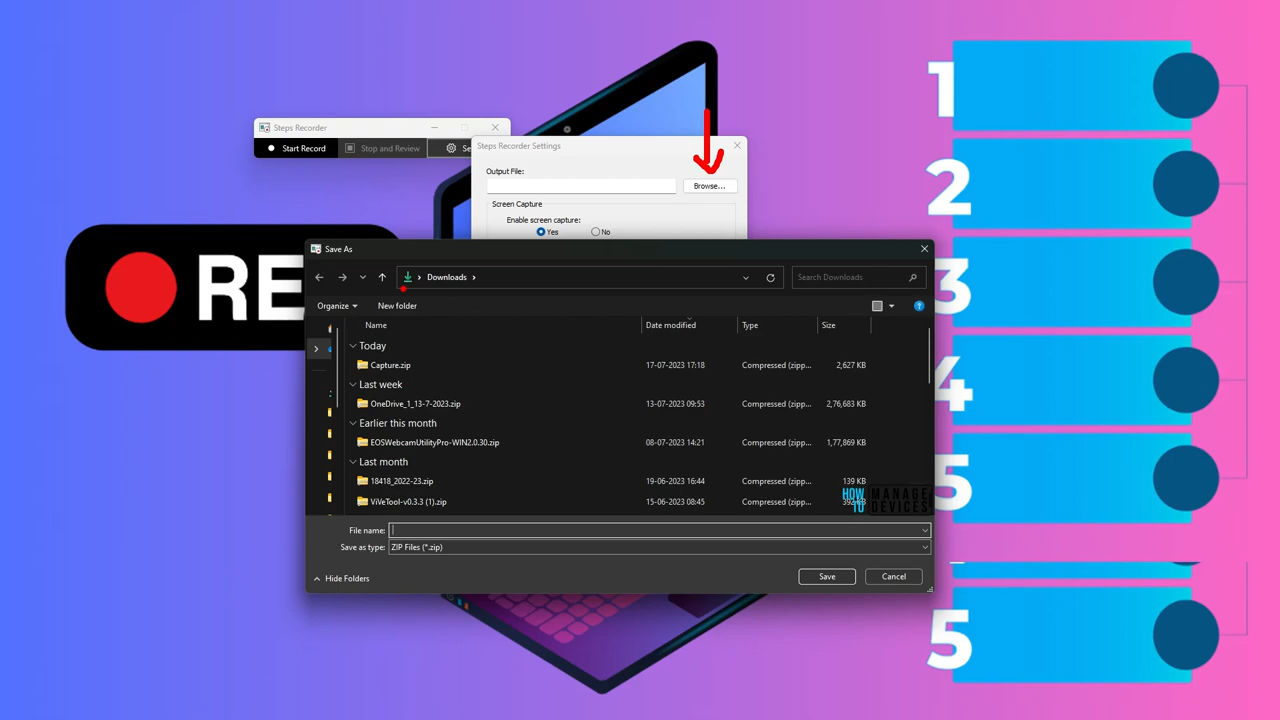 Steps Recorder
Start Record
Stop and Review
Se
Steps Recorder Settings
Output File:
Browse...
Screen Capture
Enable screen capture:
Yes
No
RE
Save As
Downloads
Search Downloads
Organize
New folder
Name Date modified Type Size
Today
Capture.zip 17-07-2023 17:18 Compressed (zipp... 2,627 KB
Last week
OneDrive_1_13-7-2023.zip 13-07-2023 09:53 Compressed (zipp... 2,76,683 KB
Earlier this month
EOSWebcamUtilityPro-WIN2.0.30.zip 08-07-2023 14:21 Compressed (zipp... 1,77,869 KB
Last month
18418_2022-23.zip 19-06-2023 16:44 Compressed (zipp... 139 KB
ViVeTool-v0.3.3 (1).zip 15-06-2023 08:45 Compressed (zipp... KB
HOW TO MANAGE DEVICES
File name:
Save as type: ZIP Files (*.zip)
Hide Folders
Save
Cancel
1
2
3
4
5
5